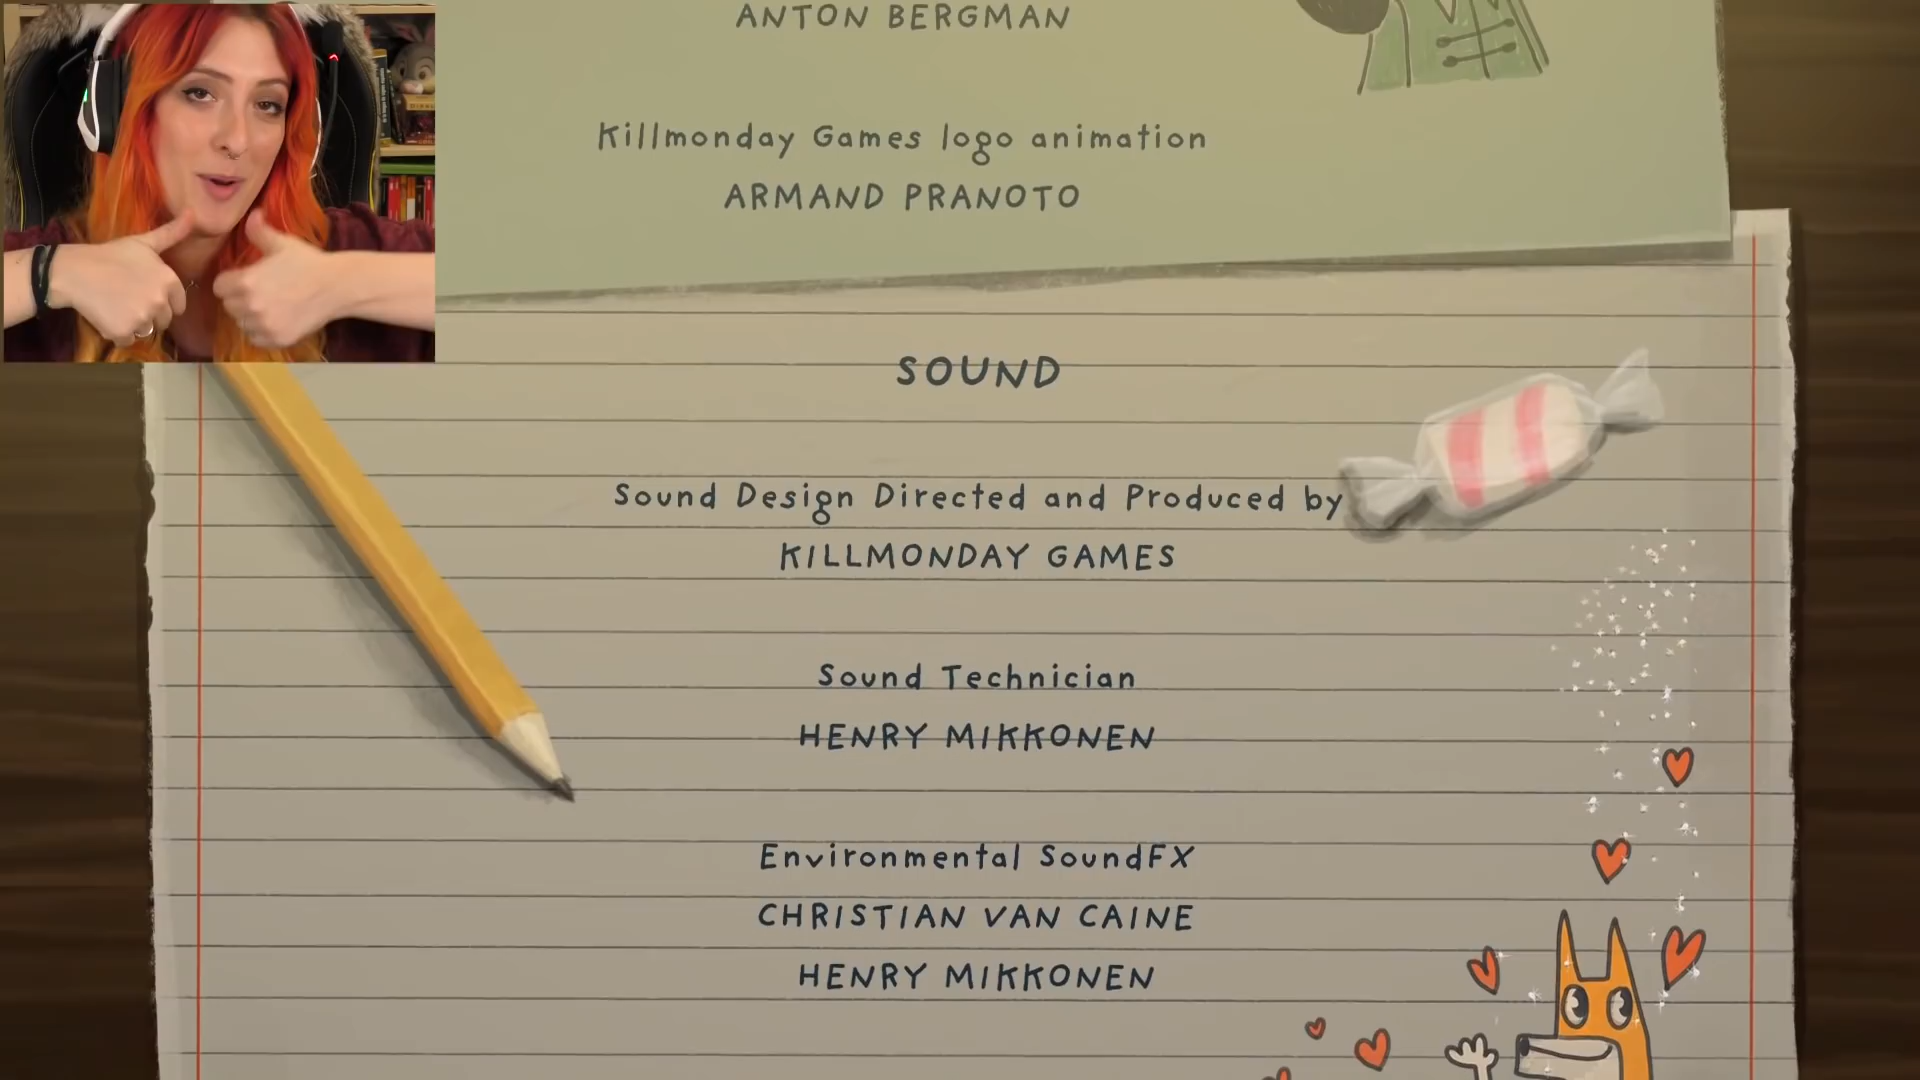 ANTON BERGMAN
Killmonday Games logo animation
ARMAND PRANOTO
SOUND
Sound Design Directed and Produced by
KILLMONDAY GAMES
Sound Technician
HENRY MIKKONEN
Environmental SoundFX
CHRISTIAN VAN CAINE
HENRY MIKKONEN